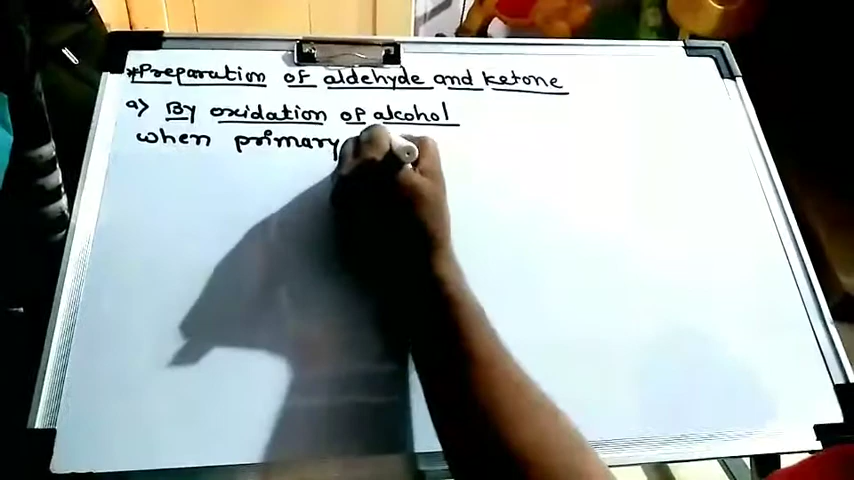 *Preparation of aldehyde and ketone
a> By oxidation of alcohol
when primary